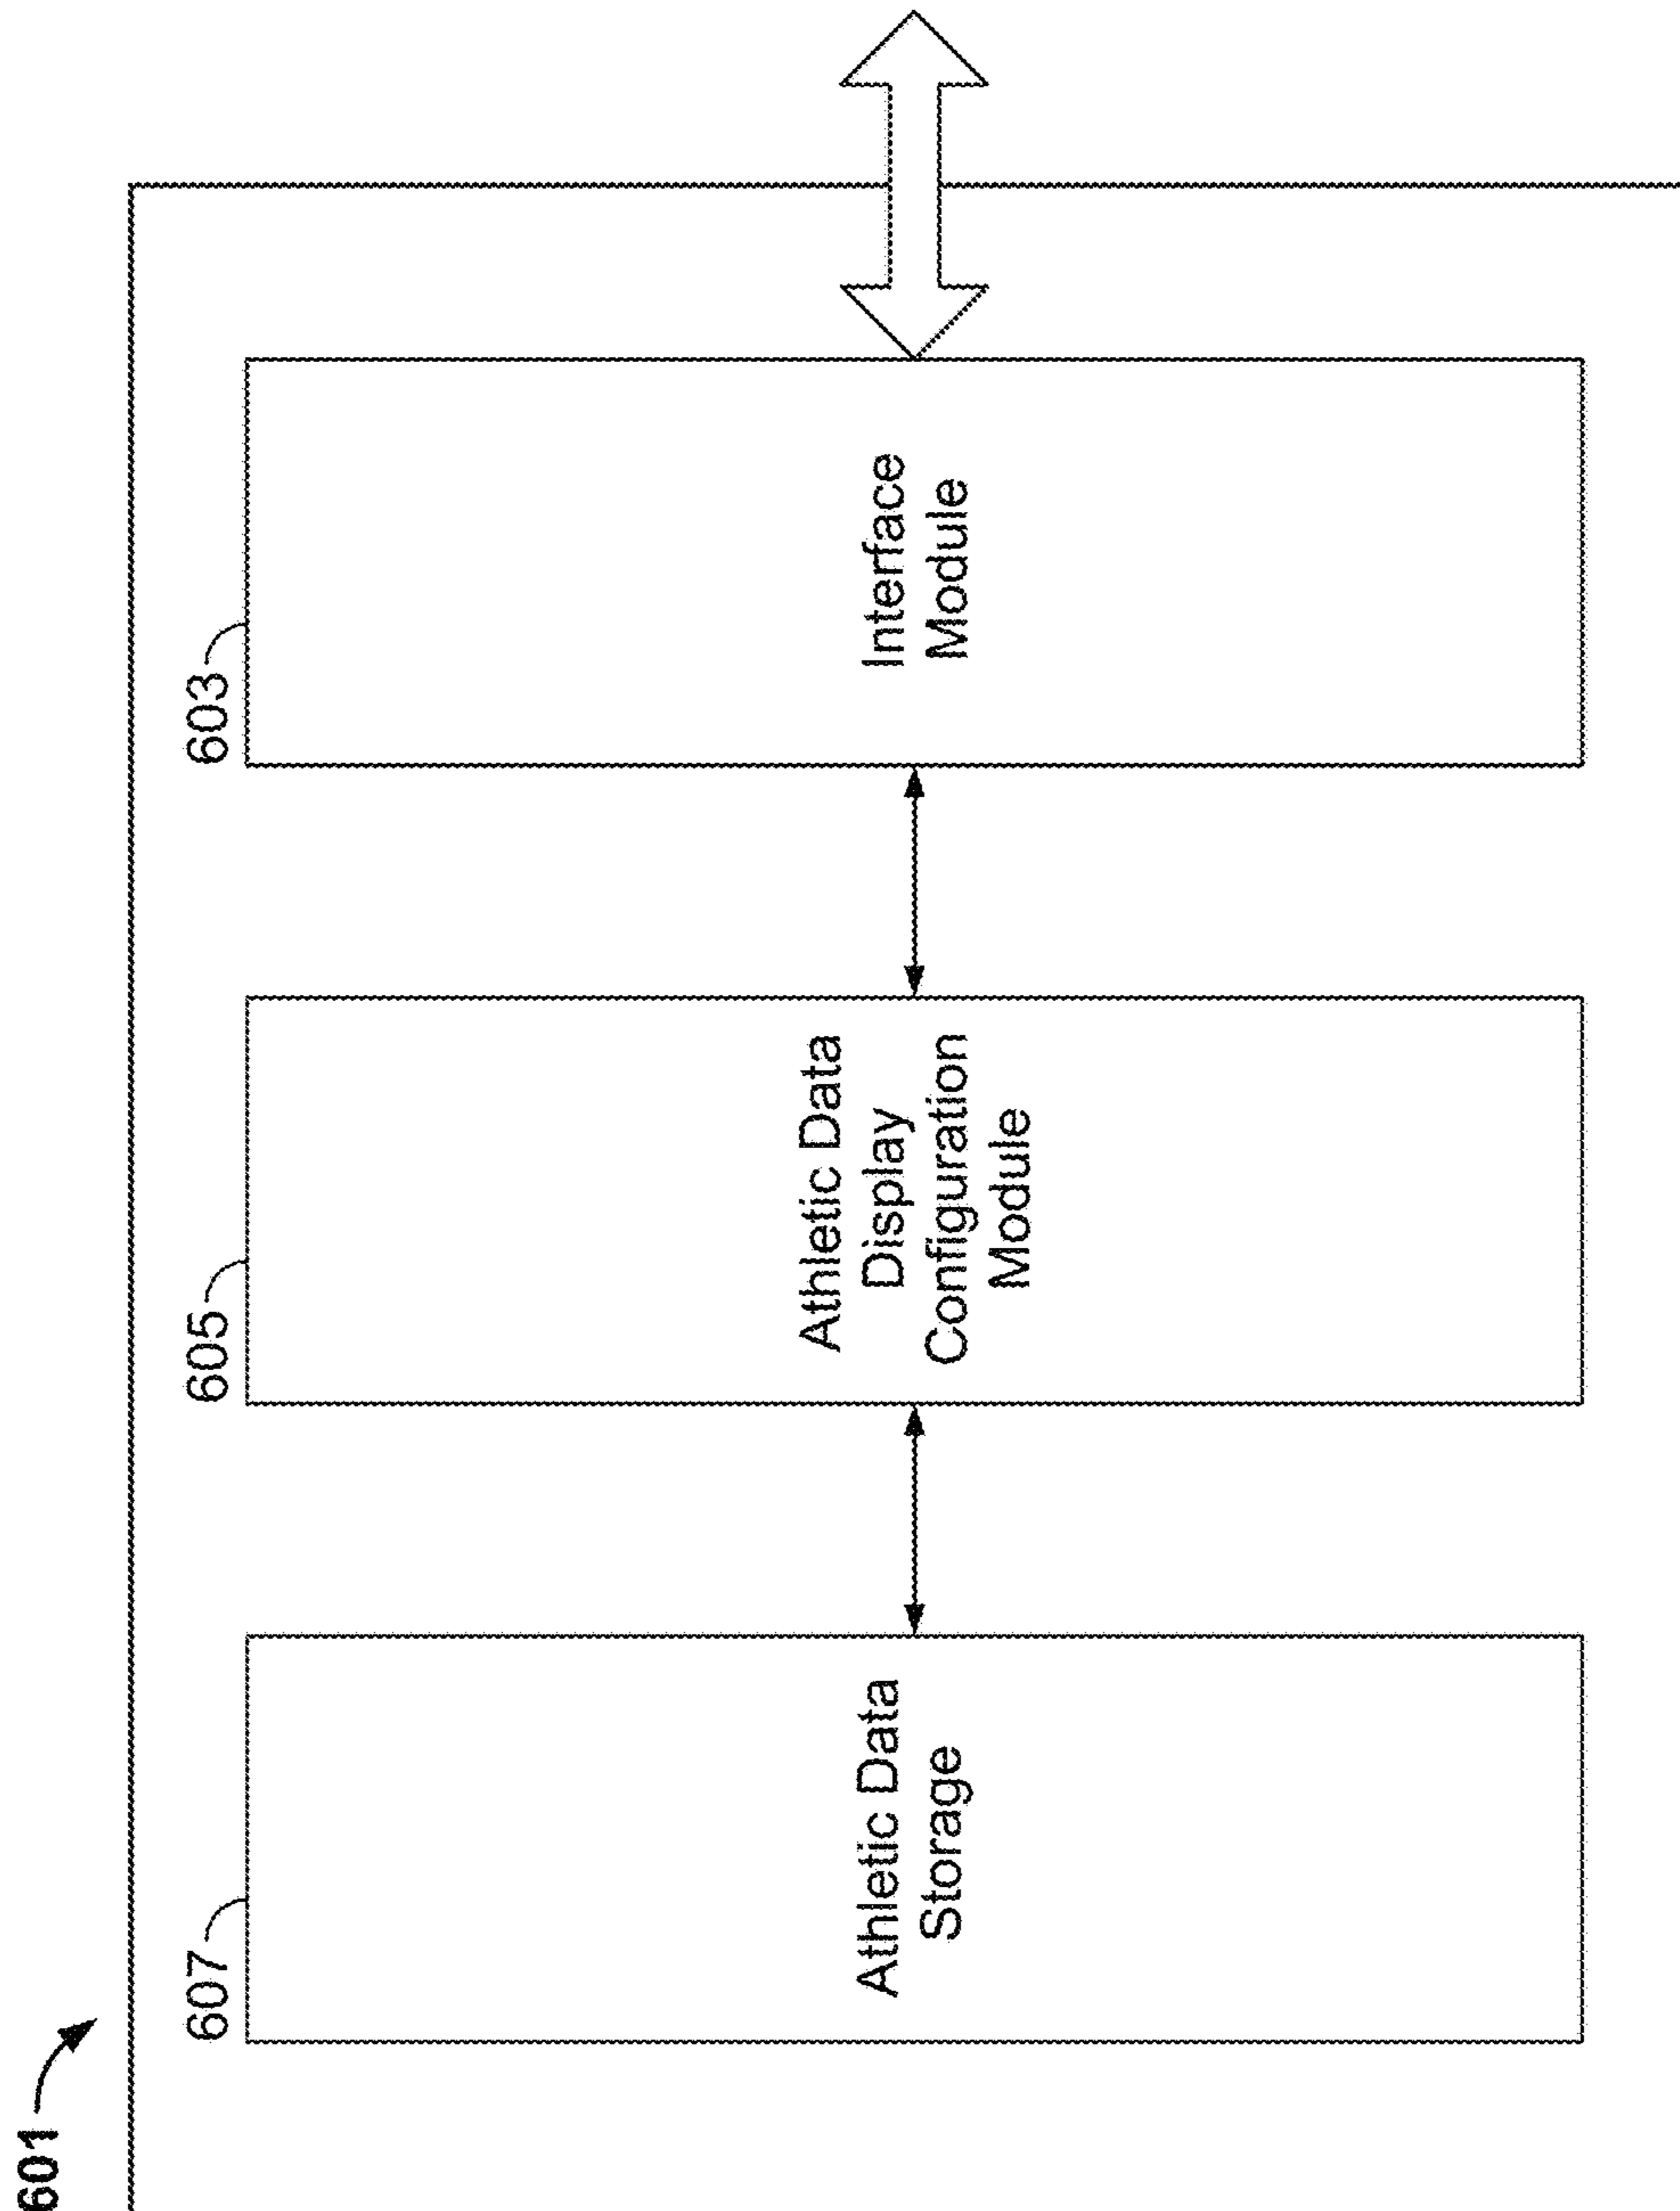 601
607
Athletic Data
Storage
605
Athletic Data
Display
Configuration
Module
603
Interface
Module